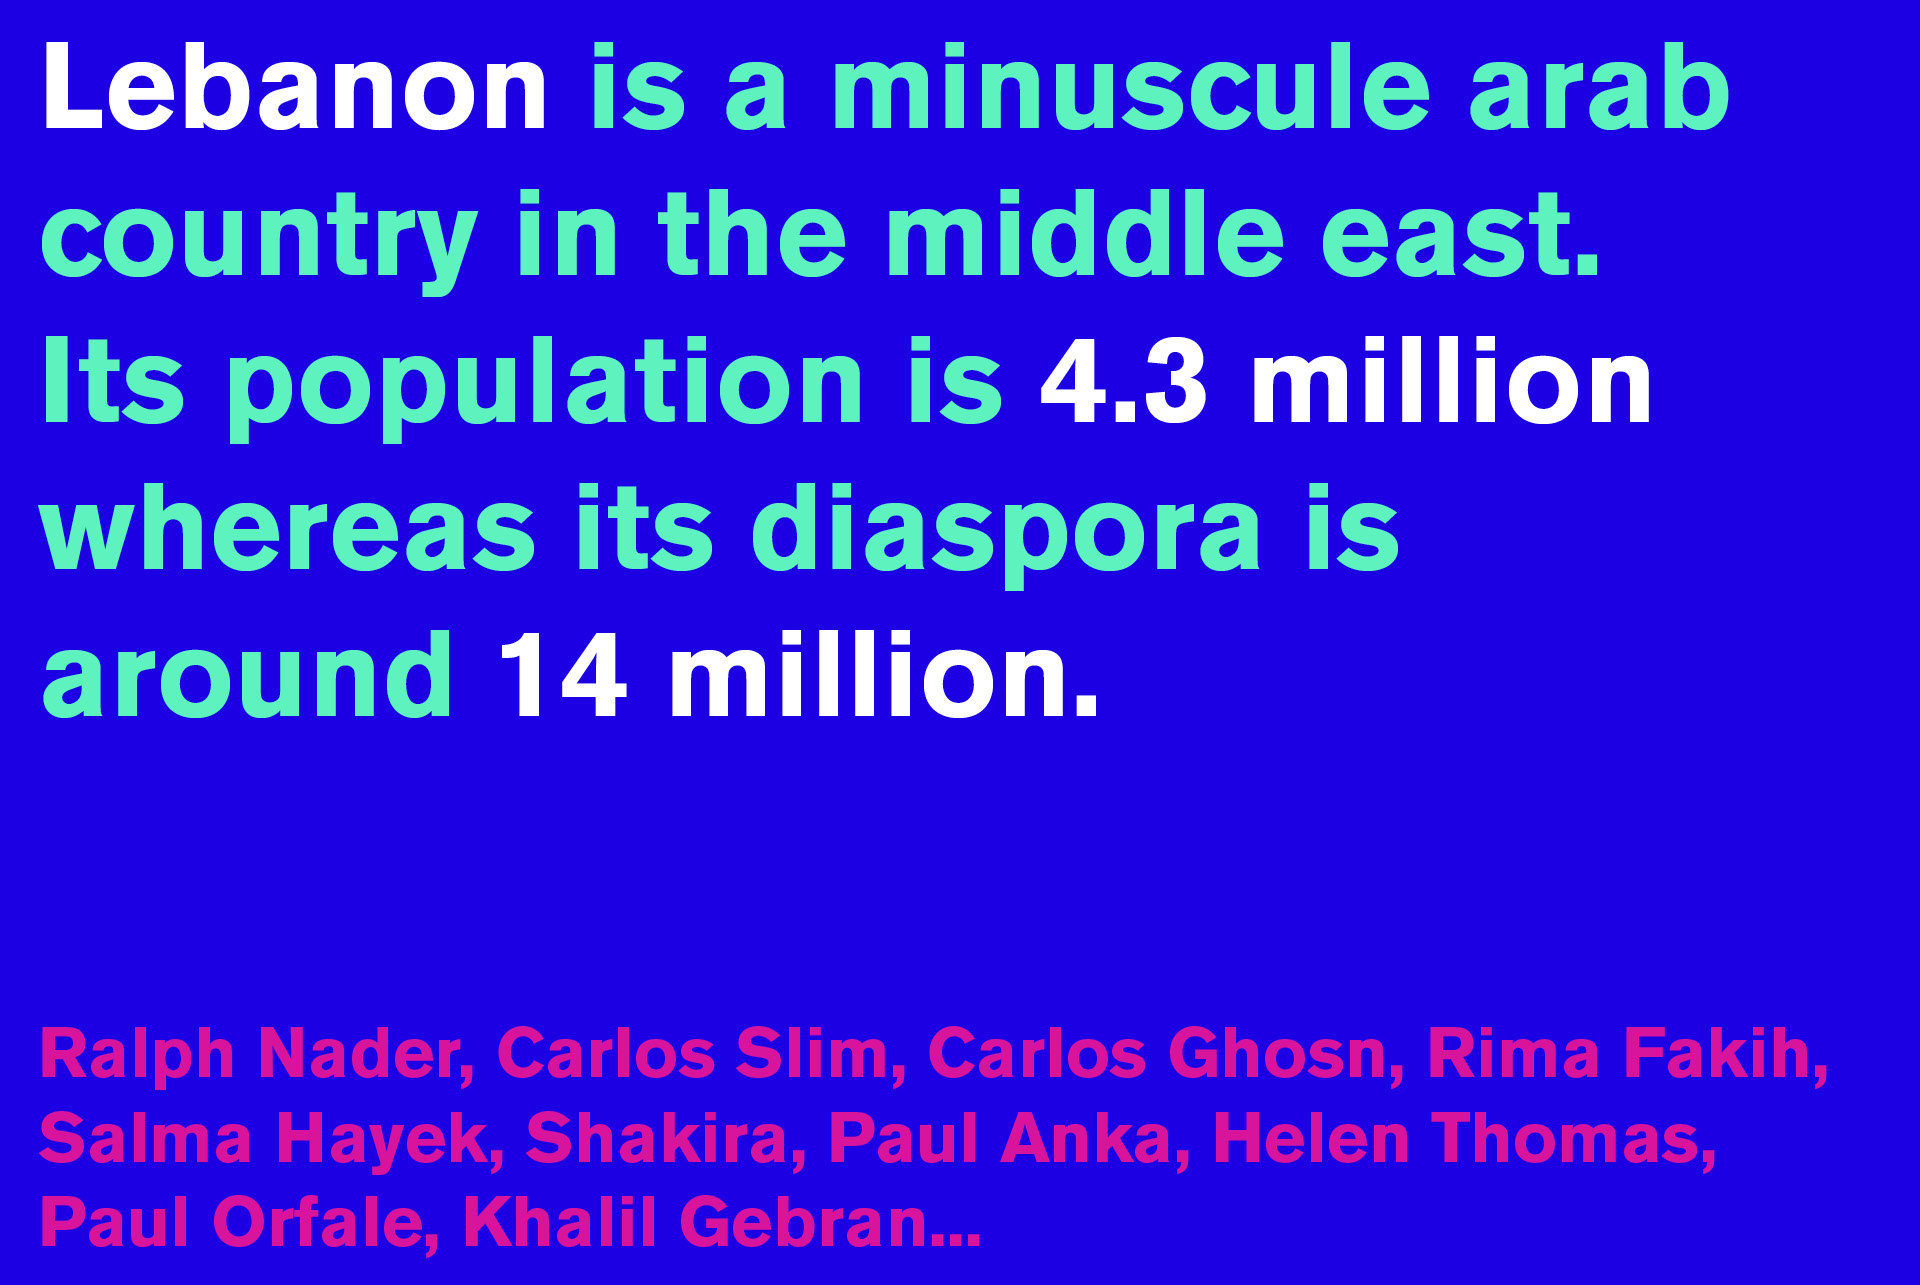 Lebanon is a minuscule arab
country in the middle east.
Its population is 4.3 million
whereas its diaspora is
around 14 million.
Ralph Nader, Carlos Slim, Carlos Ghosn, Rima Fakih,
Salma Hayek, Shakira, Paul Anka, Helen Thomas,
Paul Orfale, Khalil Gebran...